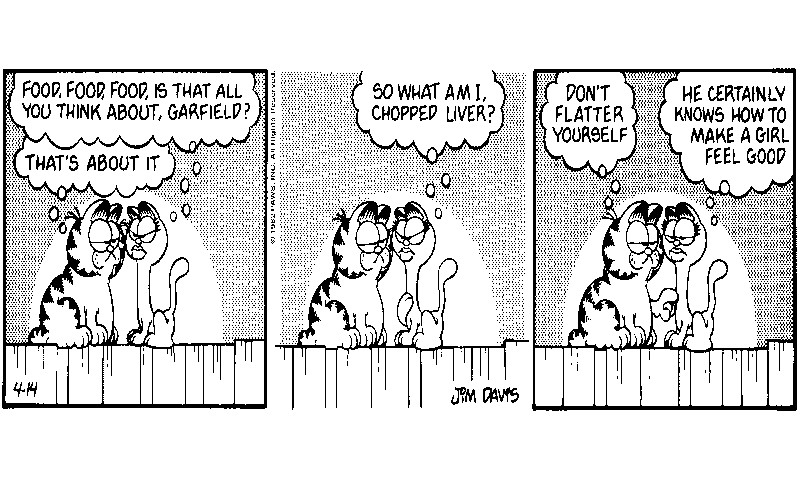 FOOD, FOOD, FOOD, IS THAT ALL
YOU THINK ABOUT, GARFIELD?
THAT'S ABOUT IT
4-14
SO WHAT AM I,
CHOPPED LIVER?
JIM DAVIS
DON'T
FLATTER
YOURSELF
HE CERTAINLY
KNOWS HOW TO
MAKE A GIRL
FEEL GOOD